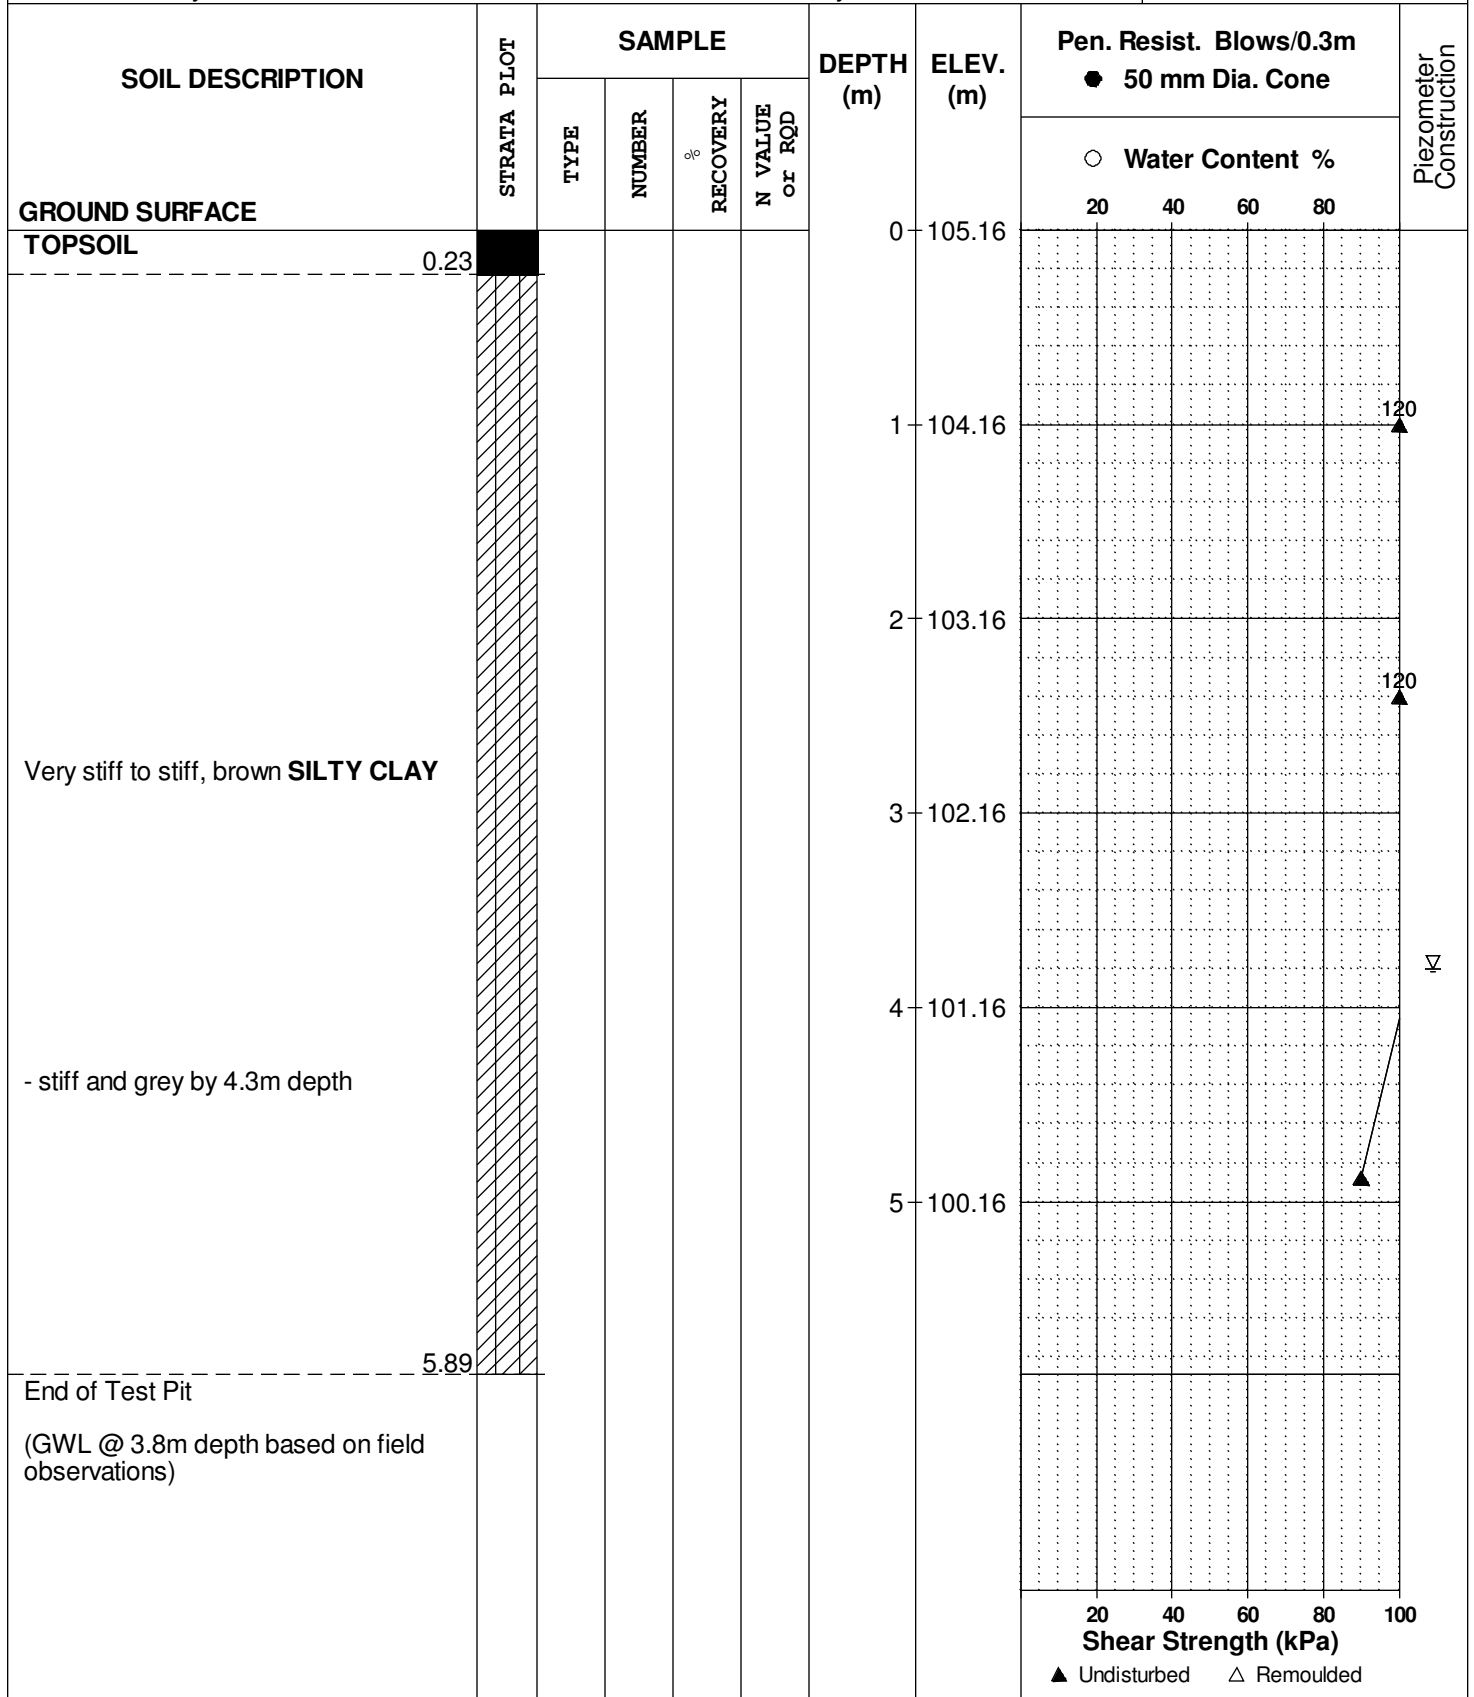 SOIL DESCRIPTION
GROUND SURFACE
STRATA PLOT
SAMPLE
TYPE
NUMBER
%
RECOVERY
N VALUE
or RQD
DEPTH
(m)
ELEV.
(m)
Pen. Resist. Blows/0.3m
● 50 mm Dia. Cone
○ Water Content %
20 40 60 80
Piezometer
Construction
TOPSOIL
0.23
0 105.16
120
1 104.16
2 103.16
120
Very stiff to stiff, brown SILTY CLAY
3 102.16
4 101.16
- stiff and grey by 4.3m depth
5 100.16
5.89
End of Test Pit
(GWL @ 3.8m depth based on field
observations)
20 40 60 80 100
Shear Strength (kPa)
▲ Undisturbed △ Remoulded